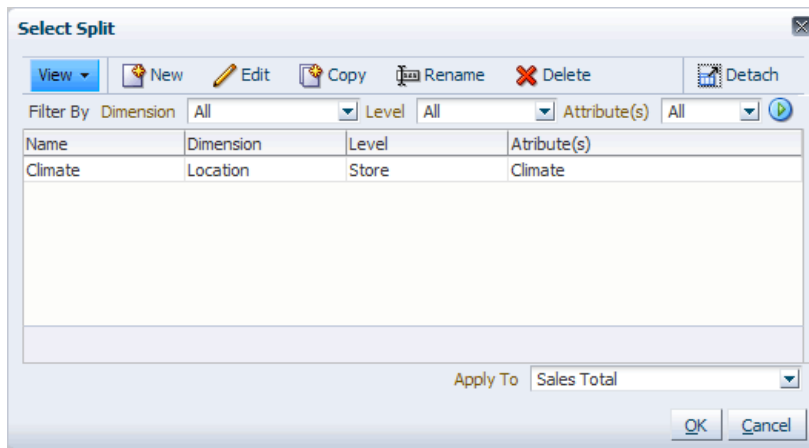 Select Split
View New Edit Copy Rename Delete Detach
Filter By Dimension All Level All Attribute(s) All
Name Dimension Level Atribute(s)
Climate Location Store Climate
Apply To Sales Total
OK Cancel